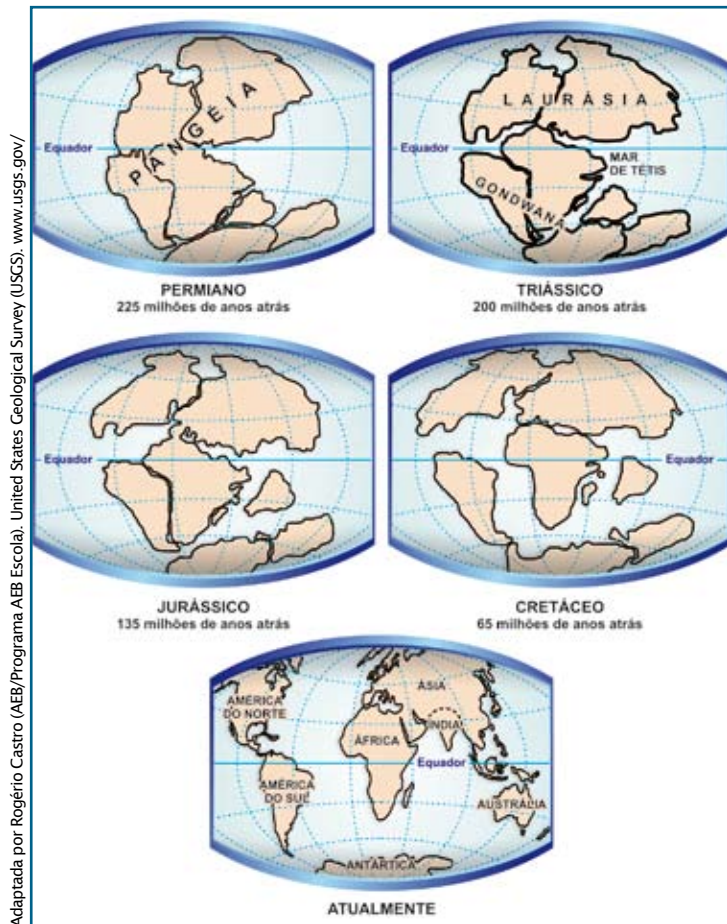 Adaptada por Rogério Castro (AEB/Programa AEB Escola). United States Geological Survey (USGS). www.usgs.gov/
PANGÉIA
Equador
PERMIANO
225 milhões de anos atrás
LAURÁSIA
Equador
MAR
DE TÉTIS
GONDWANA
TRIÁSSICO
200 milhões de anos atrás
Equador
JURÁSSICO
135 milhões de anos atrás
Equador
CRETÁCEO
65 milhões de anos atrás
AMÉRICA
DO NORTE
ÁSIA
ÍNDIA
ÁFRICA
Equador
AMÉRICA
DO SUL
AUSTRÁLIA
ANTÁRTICA
ATUALMENTE